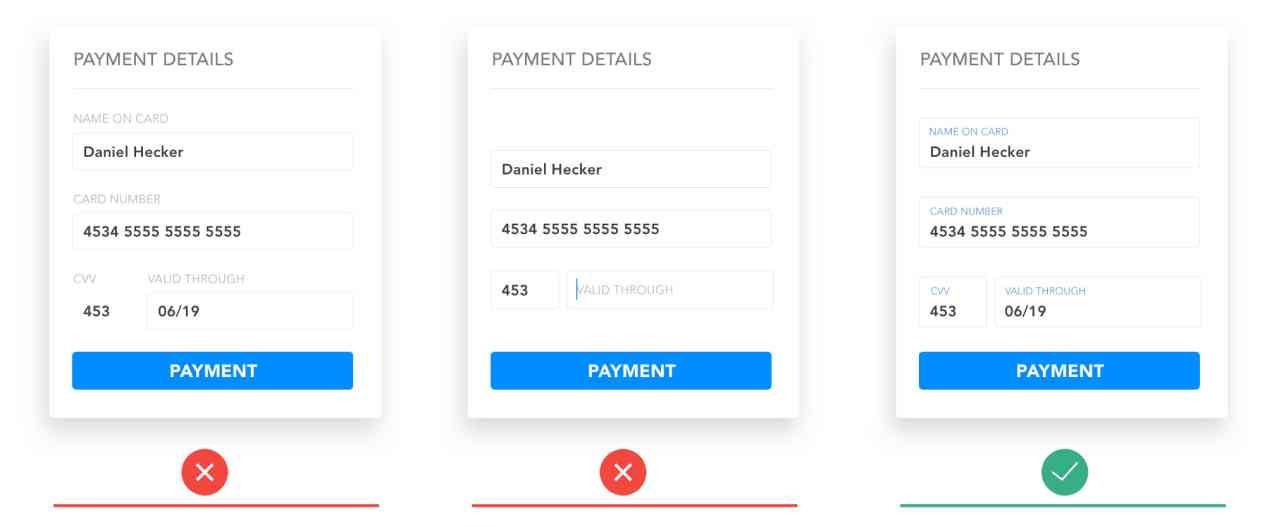 PAYMENT DETAILS
NAME ON CARD
Daniel Hecker
CARD NUMBER
4534 5555 5555 5555
CVV VALID THROUGH
453 06/19
PAYMENT
PAYMENT DETAILS
Daniel Hecker
4534 5555 5555 5555
453 VALID THROUGH
PAYMENT
PAYMENT DETAILS
NAME ON CARD
Daniel Hecker
CARD NUMBER
4534 5555 5555 5555
CVV VALID THROUGH
453 06/19
PAYMENT